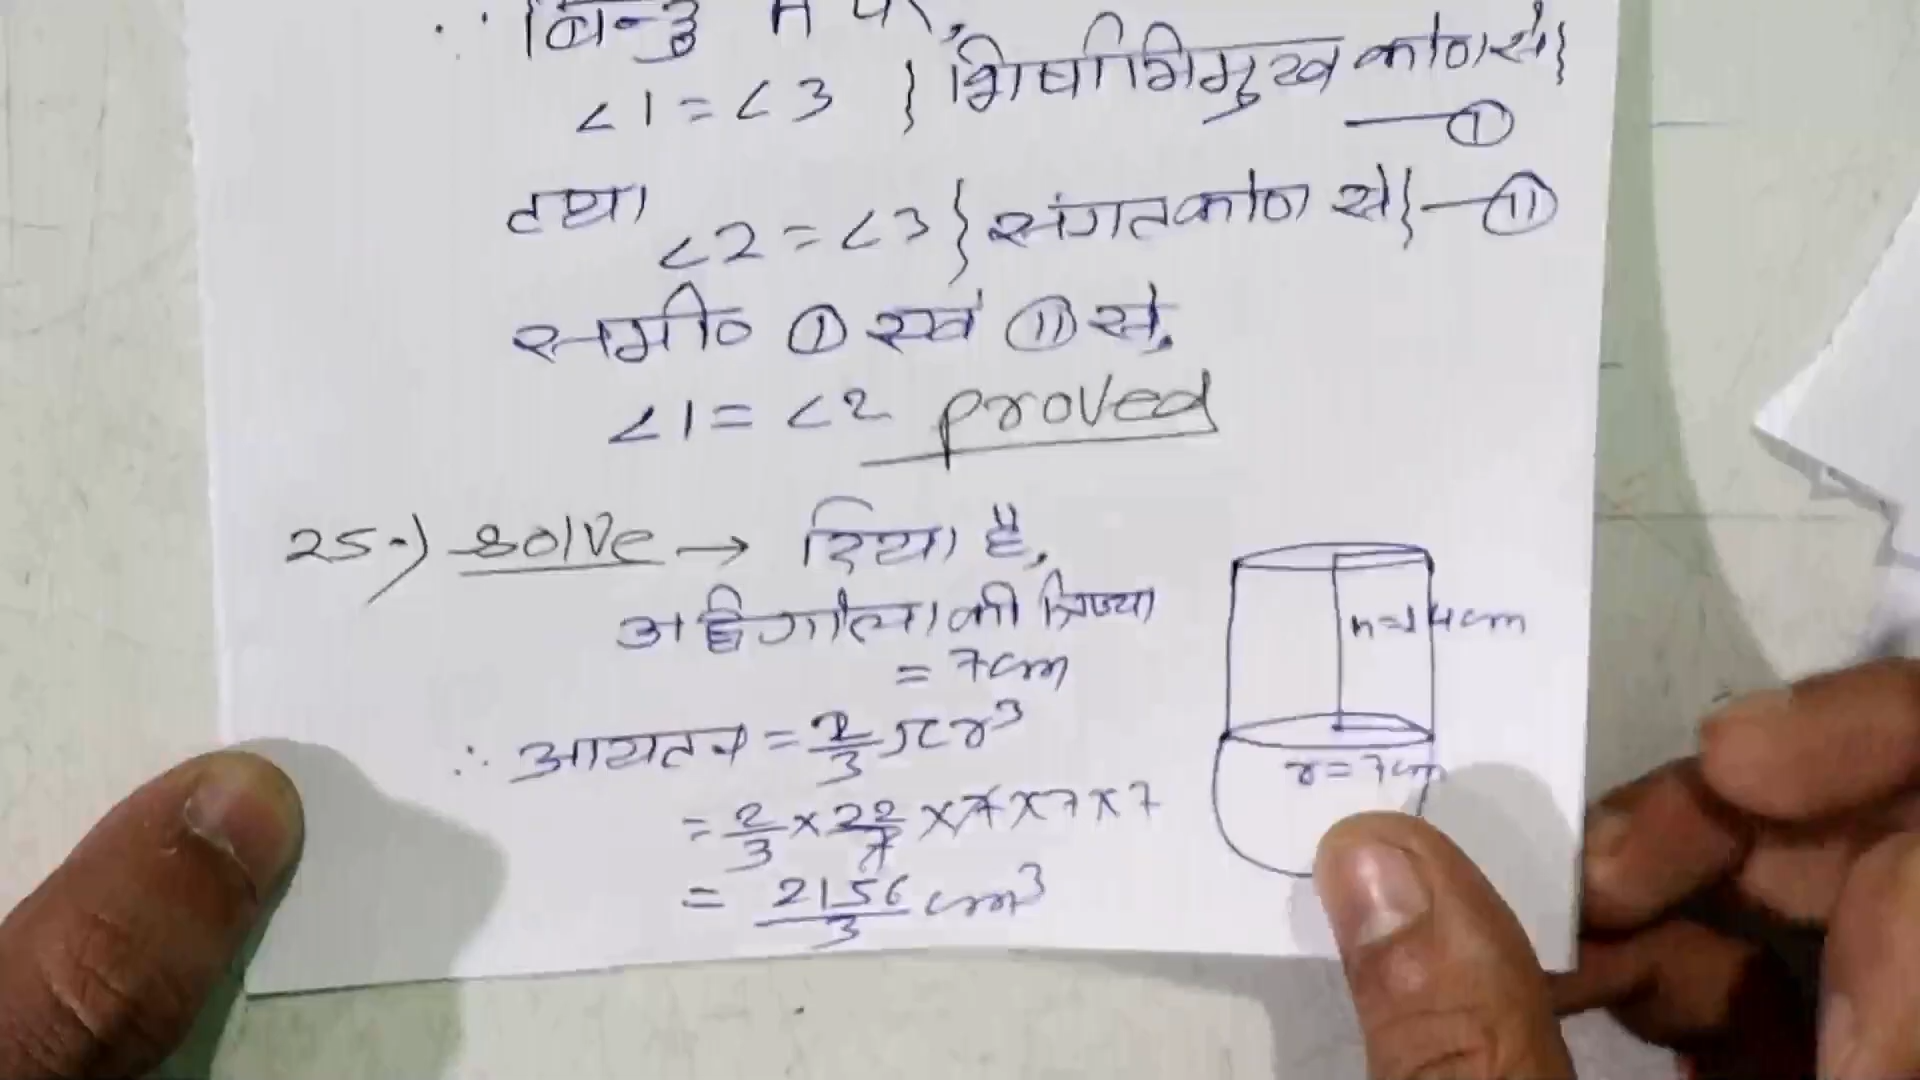 ∠1 = ∠3 } शिर्षाभिमुख कोण से}
—①
तथा
∠2 = ∠3 } संगतकोण से} —⑪
समी० ① एवं ⑪ से,
∠1 = ∠2 proved
25.) solve → दिया है,
अर्द्धगोला की त्रिज्या
= 7cm
∴ आयतन = 2/3 πr³
= 2/3 × 22/7 × 7 × 7 × 7
= 2156/3 cm³
h=14cm
r=7cm